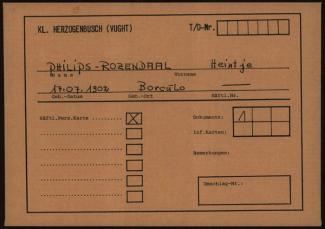 KL. HERZOGENBUSCH (VUGHT) T/D-Nr.
PHILIPS-ROZENDAAL Heintje
Name Vorname
17.07.1902 Borculo
Geb.-Datum Geb.-Ort Häftl.Nr.
Häftl.Pers.Karte X Dokumente: 1
Inf.Karten:
Bemerkungen:
Umschlag-Nr.: